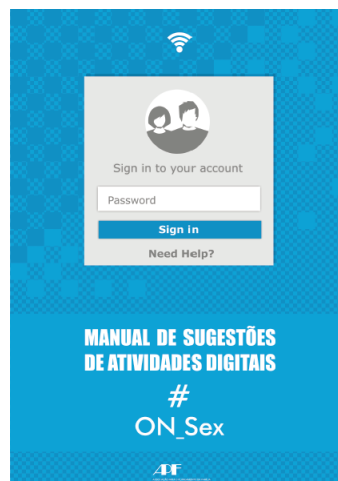 Sign in to your account
Password
Sign in
Need Help?
MANUAL DE SUGESTÕES
DE ATIVIDADES DIGITAIS
#
ON_Sex
APF